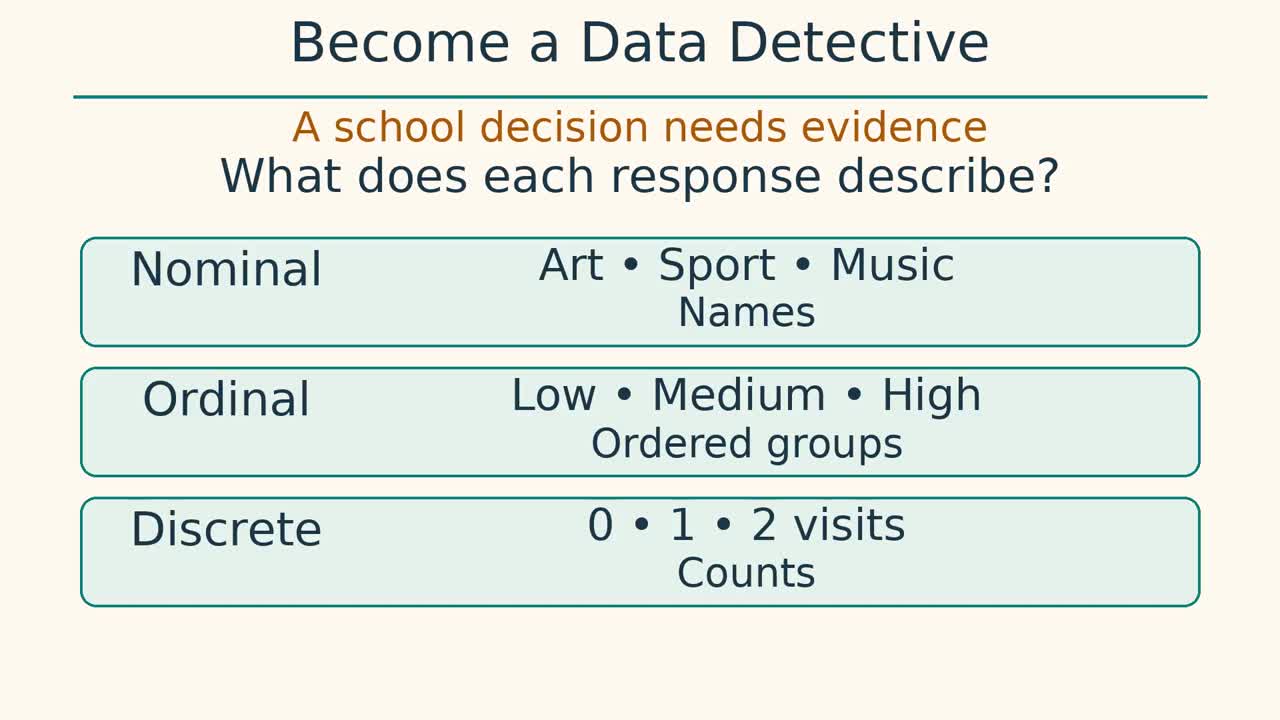 Become a Data Detective
A school decision needs evidence
What does each response describe?
Nominal
Art • Sport • Music
Names
Ordinal
Low • Medium • High
Ordered groups
Discrete
0 • 1 • 2 visits
Counts